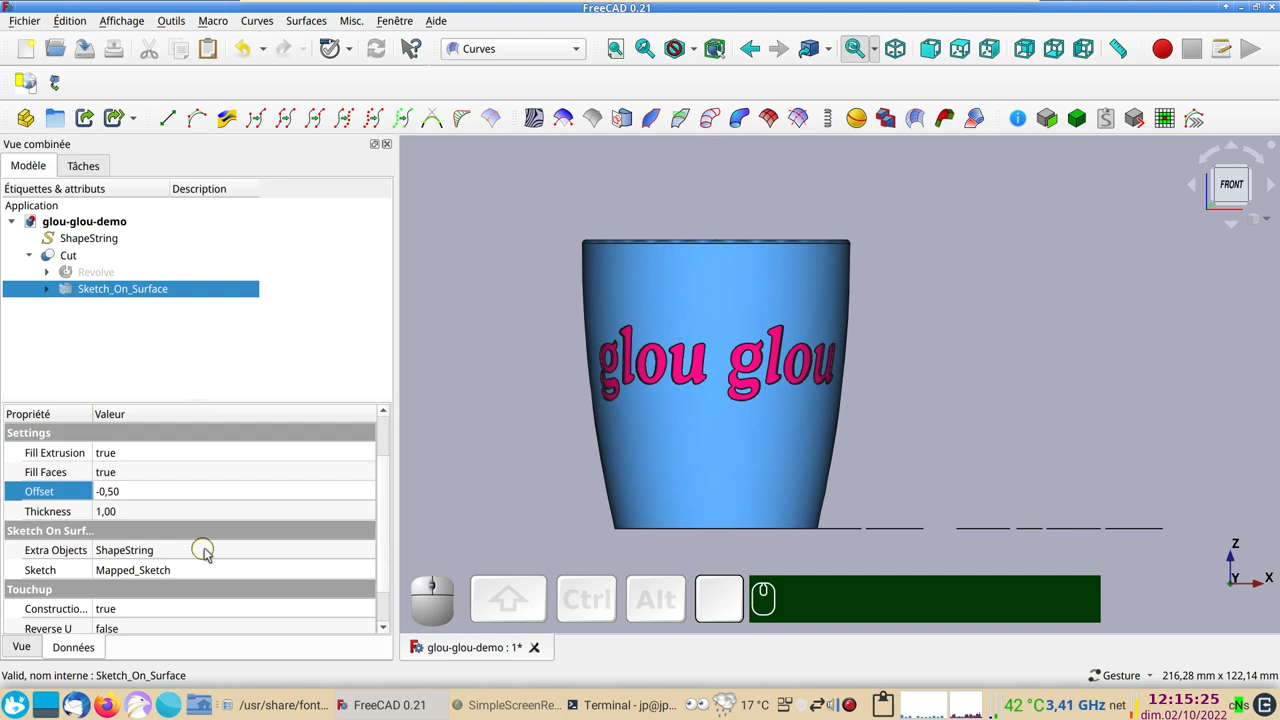 FreeCAD 0.21
Fichier Édition Affichage Outils Macro Curves Surfaces Misc. Fenêtre Aide
Curves
Vue combinée
Modèle Tâches
Étiquettes & attributs Description
Application
glou-glou-demo
ShapeString
Cut
Revolve
Sketch_On_Surface
FRONT
glou glou
Propriété Valeur
Settings
Fill Extrusion true
Fill Faces true
Offset -0,50
Thickness 1,00
Sketch On Surf...
Extra Objects ShapeString
Sketch Mapped_Sketch
Touchup
Constructio... true
Reverse U false
Z
Y X
Ctrl Alt
Vue Données
glou-glou-demo : 1*
Valid, nom interne : Sketch_On_Surface
Gesture 216,28 mm x 122,14 mm
/usr/share/font... FreeCAD 0.21 SimpleScreenRe... Terminal - jp@jp... 17 °C 42 °C 3,41 GHz 12:15:25
dim.02/10/2022
cNs